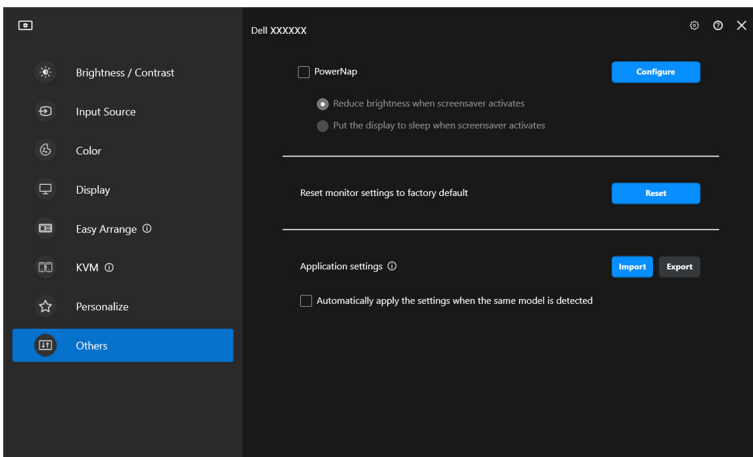 Dell XXXXXX
Brightness / Contrast
Input Source
Color
Display
Easy Arrange
KVM
Personalize
Others
PowerNap
Configure
Reduce brightness when screensaver activates
Put the display to sleep when screensaver activates
Reset monitor settings to factory default
Reset
Application settings
Import
Export
Automatically apply the settings when the same model is detected